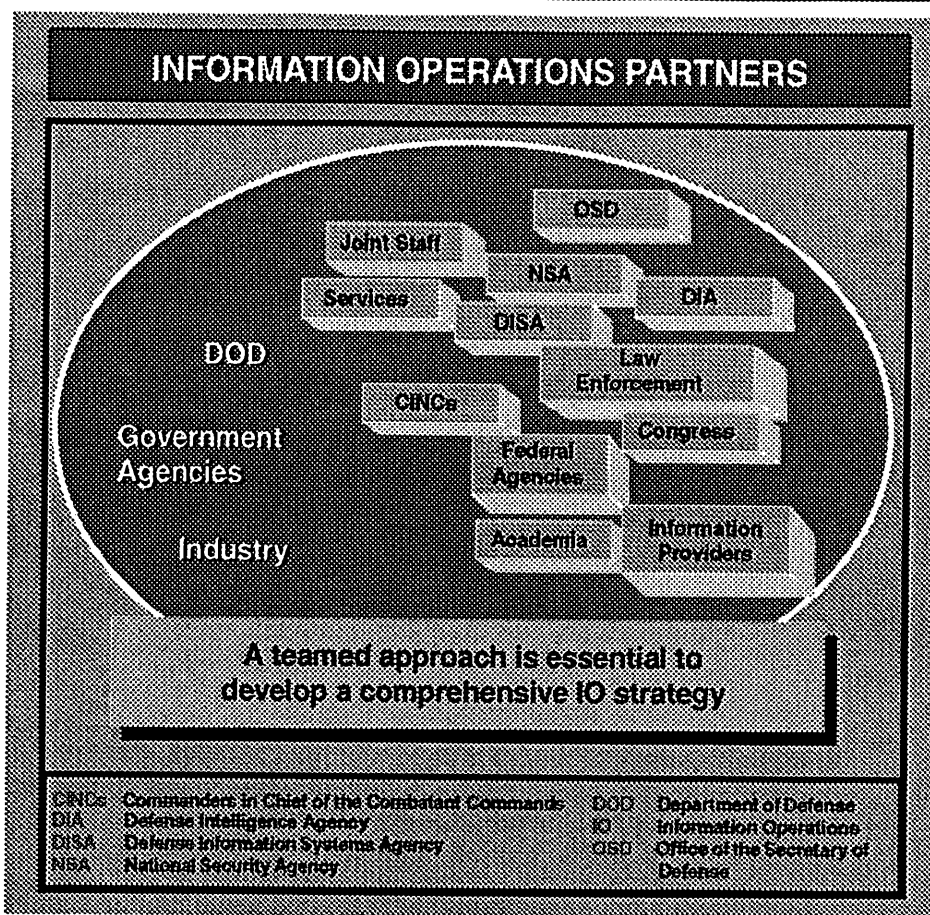 INFORMATION OPERATIONS PARTNERS
OSD
Joint Staff
NSA
Services
DIA
DISA
DOD
Law
Enforcement
CINCs
Congress
Government
Agencies
Federal
Agencies
Industry
Academia
Information
Providers
A teamed approach is essential to
develop a comprehensive IO strategy
CINCs Commanders in Chief of the Combatant Commands
DIA Defense Intelligence Agency
DISA Defense Information Systems Agency
NSA National Security Agency
DOD Department of Defense
IO Information Operations
OSD Office of the Secretary of
Defense